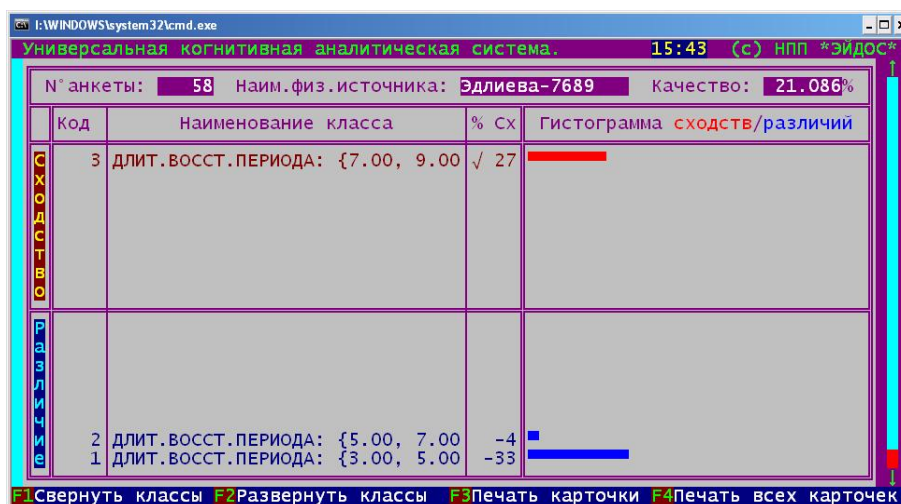 I:\WINDOWS\system32\cmd.exe
Универсальная когнитивная аналитическая система. 15:43 (c) НПП *ЭЙДОС*
N°анкеты: 58 Наим.физ.источника: Эдлиева-7689 Качество: 21.086%
Код Наименование класса % Сх Гистограмма сходств/различий
Сходство
3 ДЛИТ.ВОССТ.ПЕРИОДА: {7.00, 9.00 √ 27
Различие
2 ДЛИТ.ВОССТ.ПЕРИОДА: {5.00, 7.00 -4
1 ДЛИТ.ВОССТ.ПЕРИОДА: {3.00, 5.00 -33
F1Свернуть классы F2Развернуть классы F3Печать карточки F4Печать всех карточек